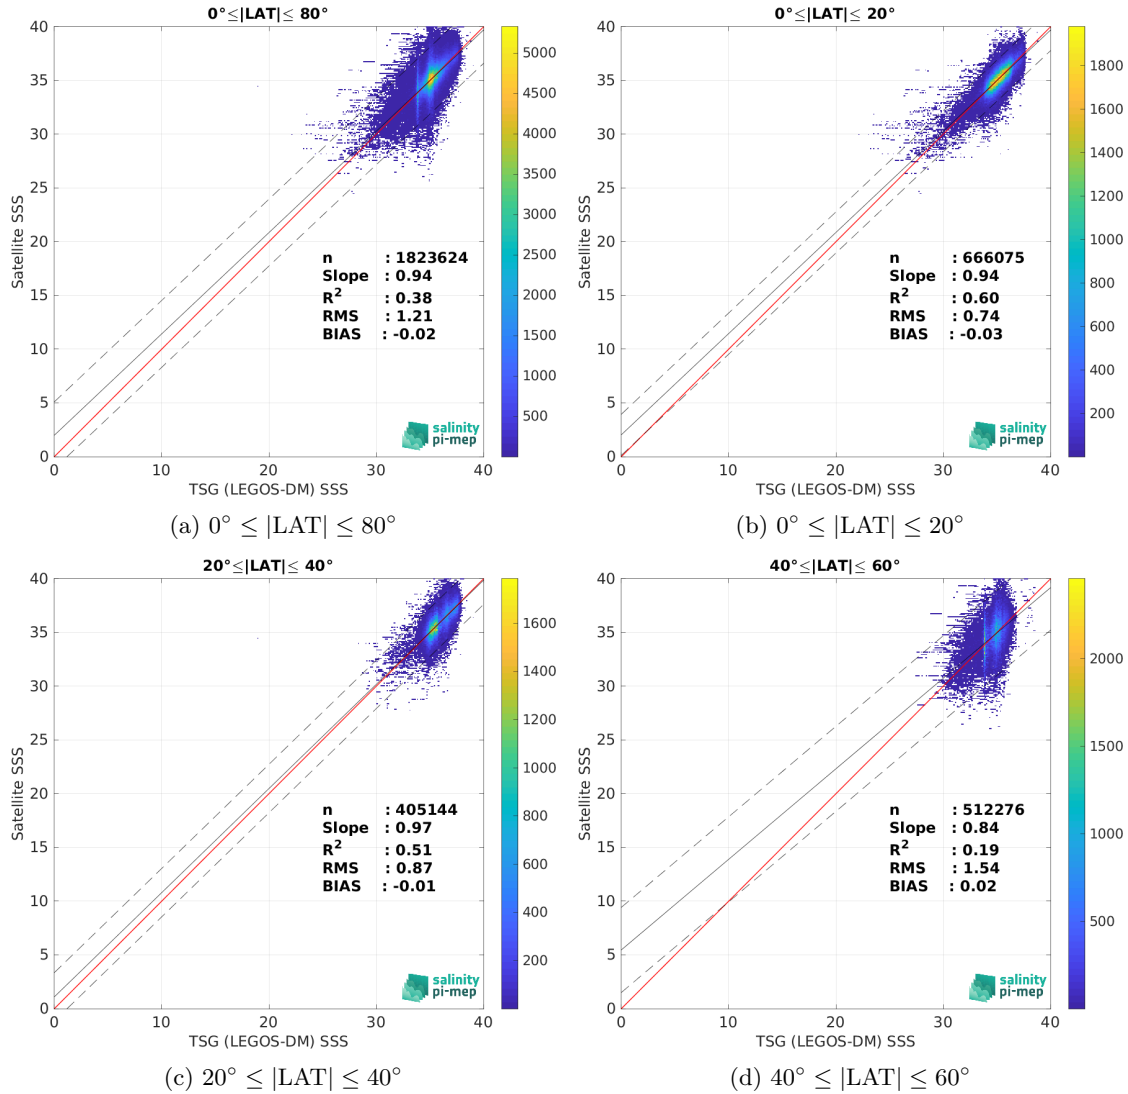 0°≤|LAT|≤ 80°
40
35
30
25
20
15
10
5
0
Satellite SSS
0
10
20
30
40
TSG (LEGOS-DM) SSS
5000
4500
4000
3500
3000
2500
2000
1500
1000
500
n : 1823624
Slope : 0.94
R² : 0.38
RMS : 1.21
BIAS : -0.02
salinity
pi-mep
(a) 0° ≤ |LAT| ≤ 80°
0°≤|LAT|≤ 20°
40
35
30
25
20
15
10
5
0
Satellite SSS
0
10
20
30
40
TSG (LEGOS-DM) SSS
1800
1600
1400
1200
1000
800
600
400
200
n : 666075
Slope : 0.94
R² : 0.60
RMS : 0.74
BIAS : -0.03
salinity
pi-mep
(b) 0° ≤ |LAT| ≤ 20°
20°≤|LAT|≤ 40°
40
35
30
25
20
15
10
5
0
Satellite SSS
0
10
20
30
40
TSG (LEGOS-DM) SSS
1600
1400
1200
1000
800
600
400
200
n : 405144
Slope : 0.97
R² : 0.51
RMS : 0.87
BIAS : -0.01
salinity
pi-mep
(c) 20° ≤ |LAT| ≤ 40°
40°≤|LAT|≤ 60°
40
35
30
25
20
15
10
5
0
Satellite SSS
0
10
20
30
40
TSG (LEGOS-DM) SSS
2000
1500
1000
500
n : 512276
Slope : 0.84
R² : 0.19
RMS : 1.54
BIAS : 0.02
salinity
pi-mep
(d) 40° ≤ |LAT| ≤ 60°